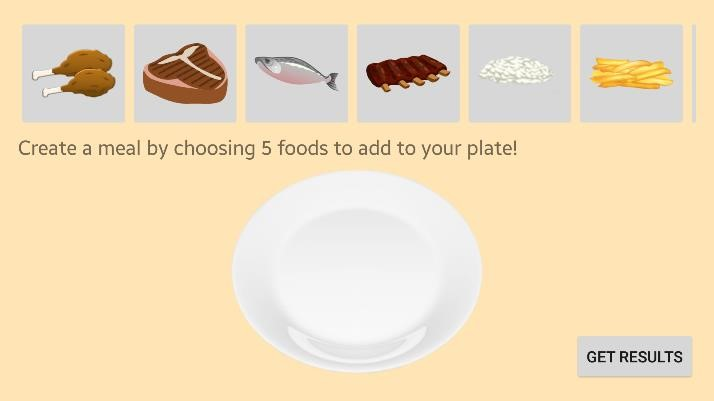 Create a meal by choosing 5 foods to add to your plate!
GET RESULTS